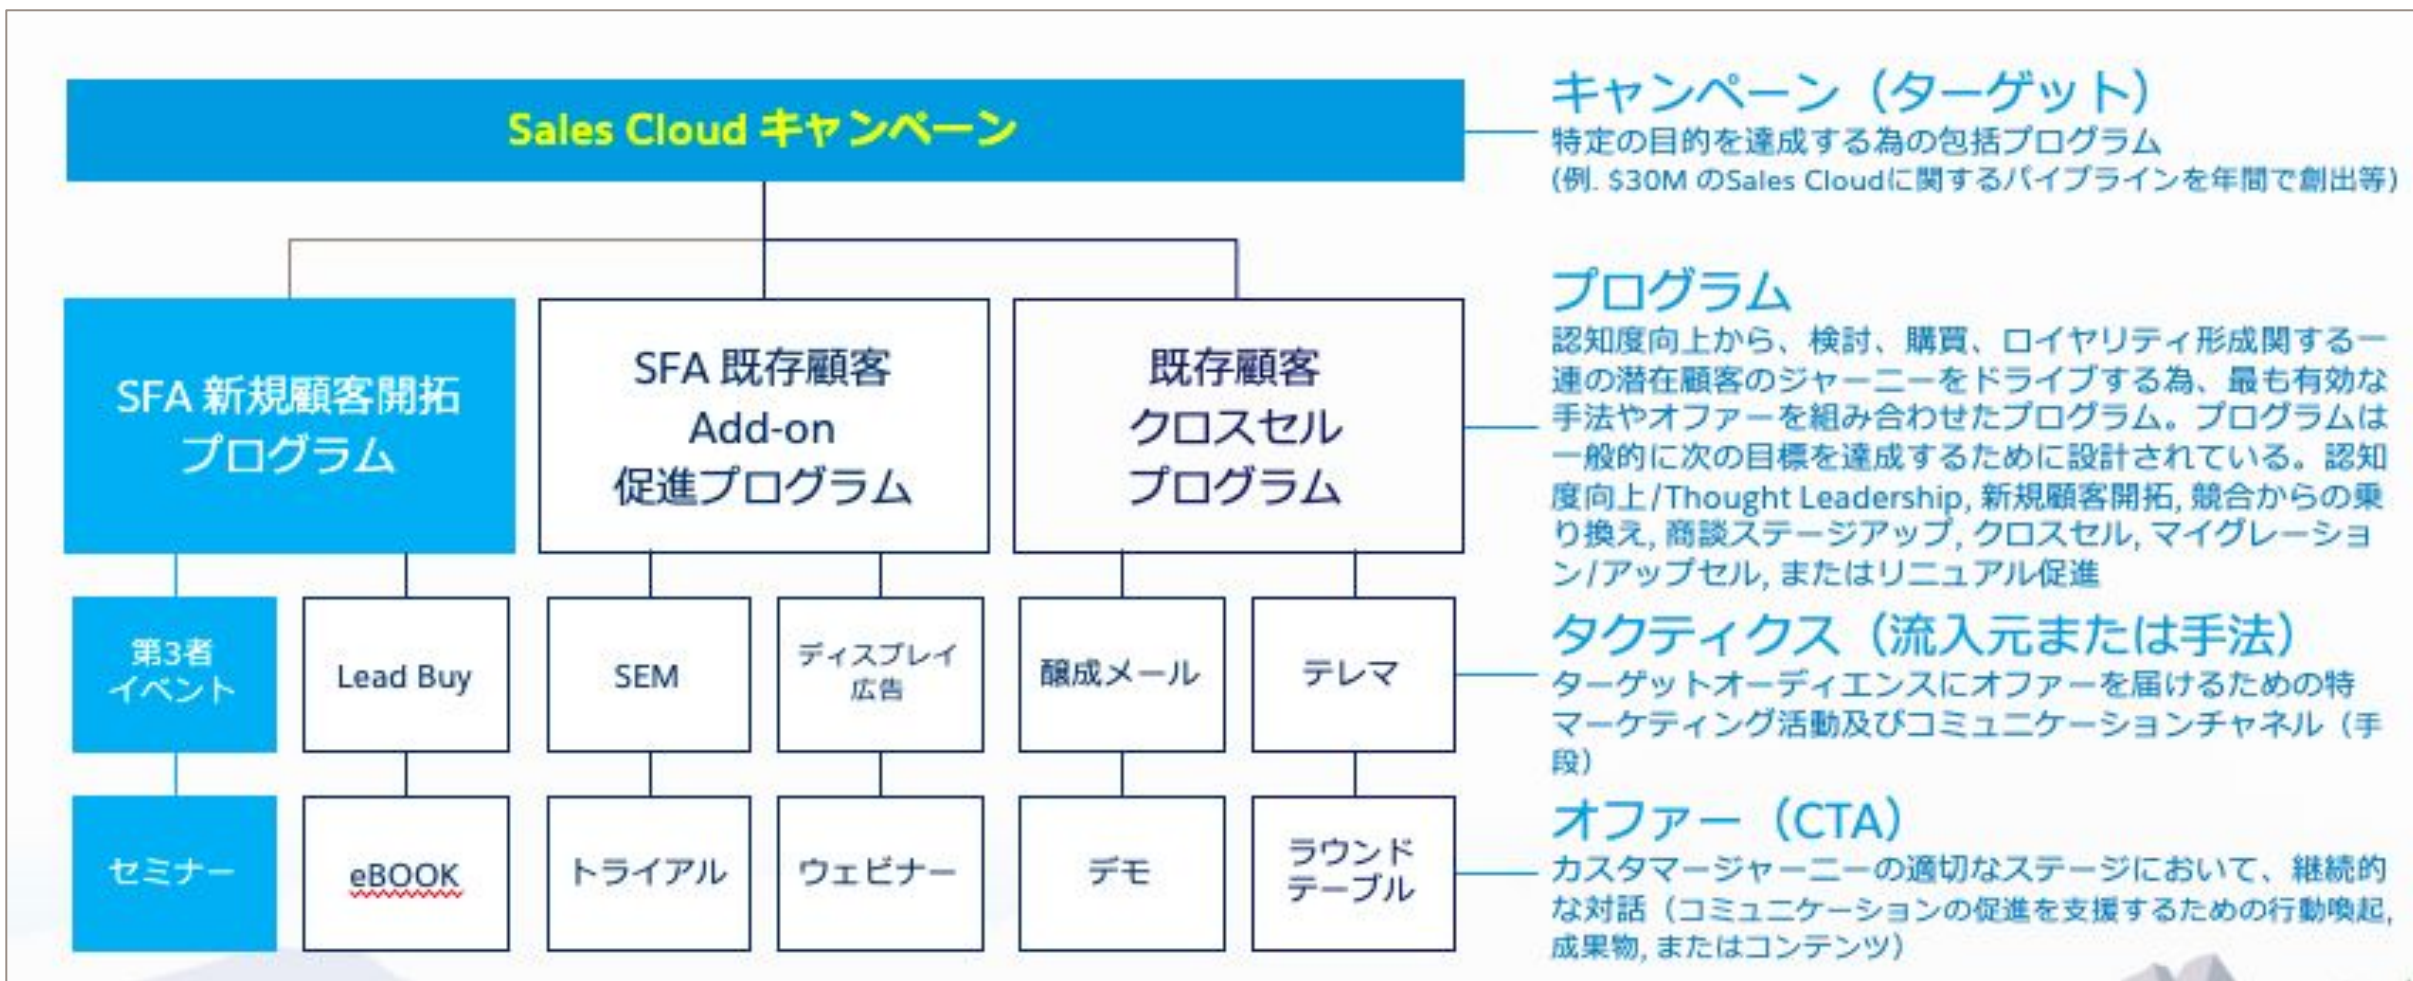 Sales Cloud キャンペーン
キャンペーン（ターゲット）
特定の目的を達成する為の包括プログラム
(例. $30M のSales Cloudに関するパイプラインを年間で創出等)
SFA 新規顧客開拓
プログラム
SFA 既存顧客
Add-on
促進プログラム
既存顧客
クロスセル
プログラム
プログラム
認知度向上から、検討、購買、ロイヤリティ形成関する一
連の潜在顧客のジャーニーをドライブする為、最も有効な
手法やオファーを組み合わせたプログラム。プログラムは
一般的に次の目標を達成するために設計されている。認知
度向上/Thought Leadership, 新規顧客開拓, 競合からの乗
り換え, 商談ステージアップ, クロスセル, マイグレーショ
ン/アップセル, またはリニュアル促進
第3者
イベント
Lead Buy
SEM
ディスプレイ
広告
醸成メール
テレマ
タクティクス（流入元または手法）
ターゲットオーディエンスにオファーを届けるための特
マーケティング活動及びコミュニケーションチャネル（手
段）
セミナー
eBOOK
トライアル
ウェビナー
デモ
ラウンド
テーブル
オファー（CTA）
カスタマージャーニーの適切なステージにおいて、継続的
な対話（コミュニケーションの促進を支援するための行動喚起,
成果物, またはコンテンツ）